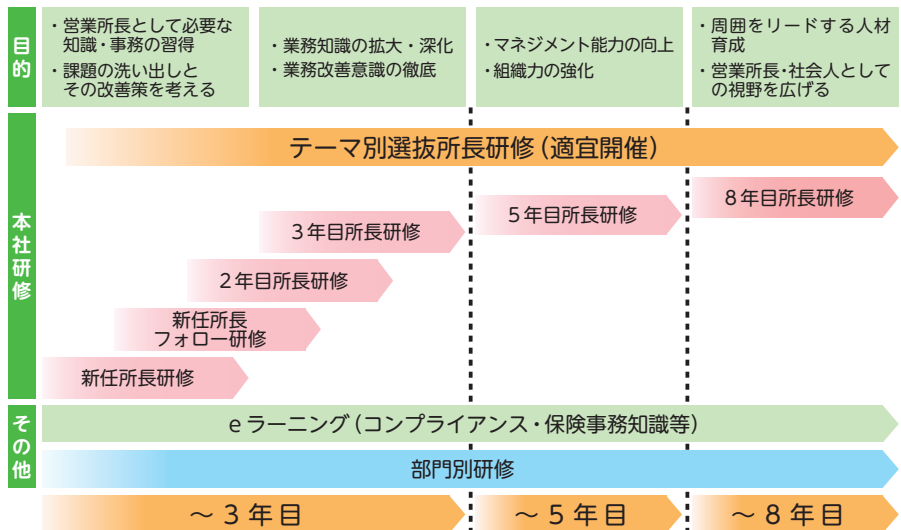 目的
・営業所長として必要な
知識・事務の習得
・課題の洗い出しと
その改善策を考える
・業務知識の拡大・深化
・業務改善意識の徹底
・マネジメント能力の向上
・組織力の強化
・周囲をリードする人材
育成
・営業所長・社会人として
の視野を広げる
本社研修
テーマ別選抜所長研修(適宜開催)
8年目所長研修
5年目所長研修
3年目所長研修
2年目所長研修
新任所長
フォロー研修
新任所長研修
その他
eラーニング(コンプライアンス・保険事務知識等)
部門別研修
～3年目
～5年目
～8年目